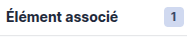 Élément associé 1